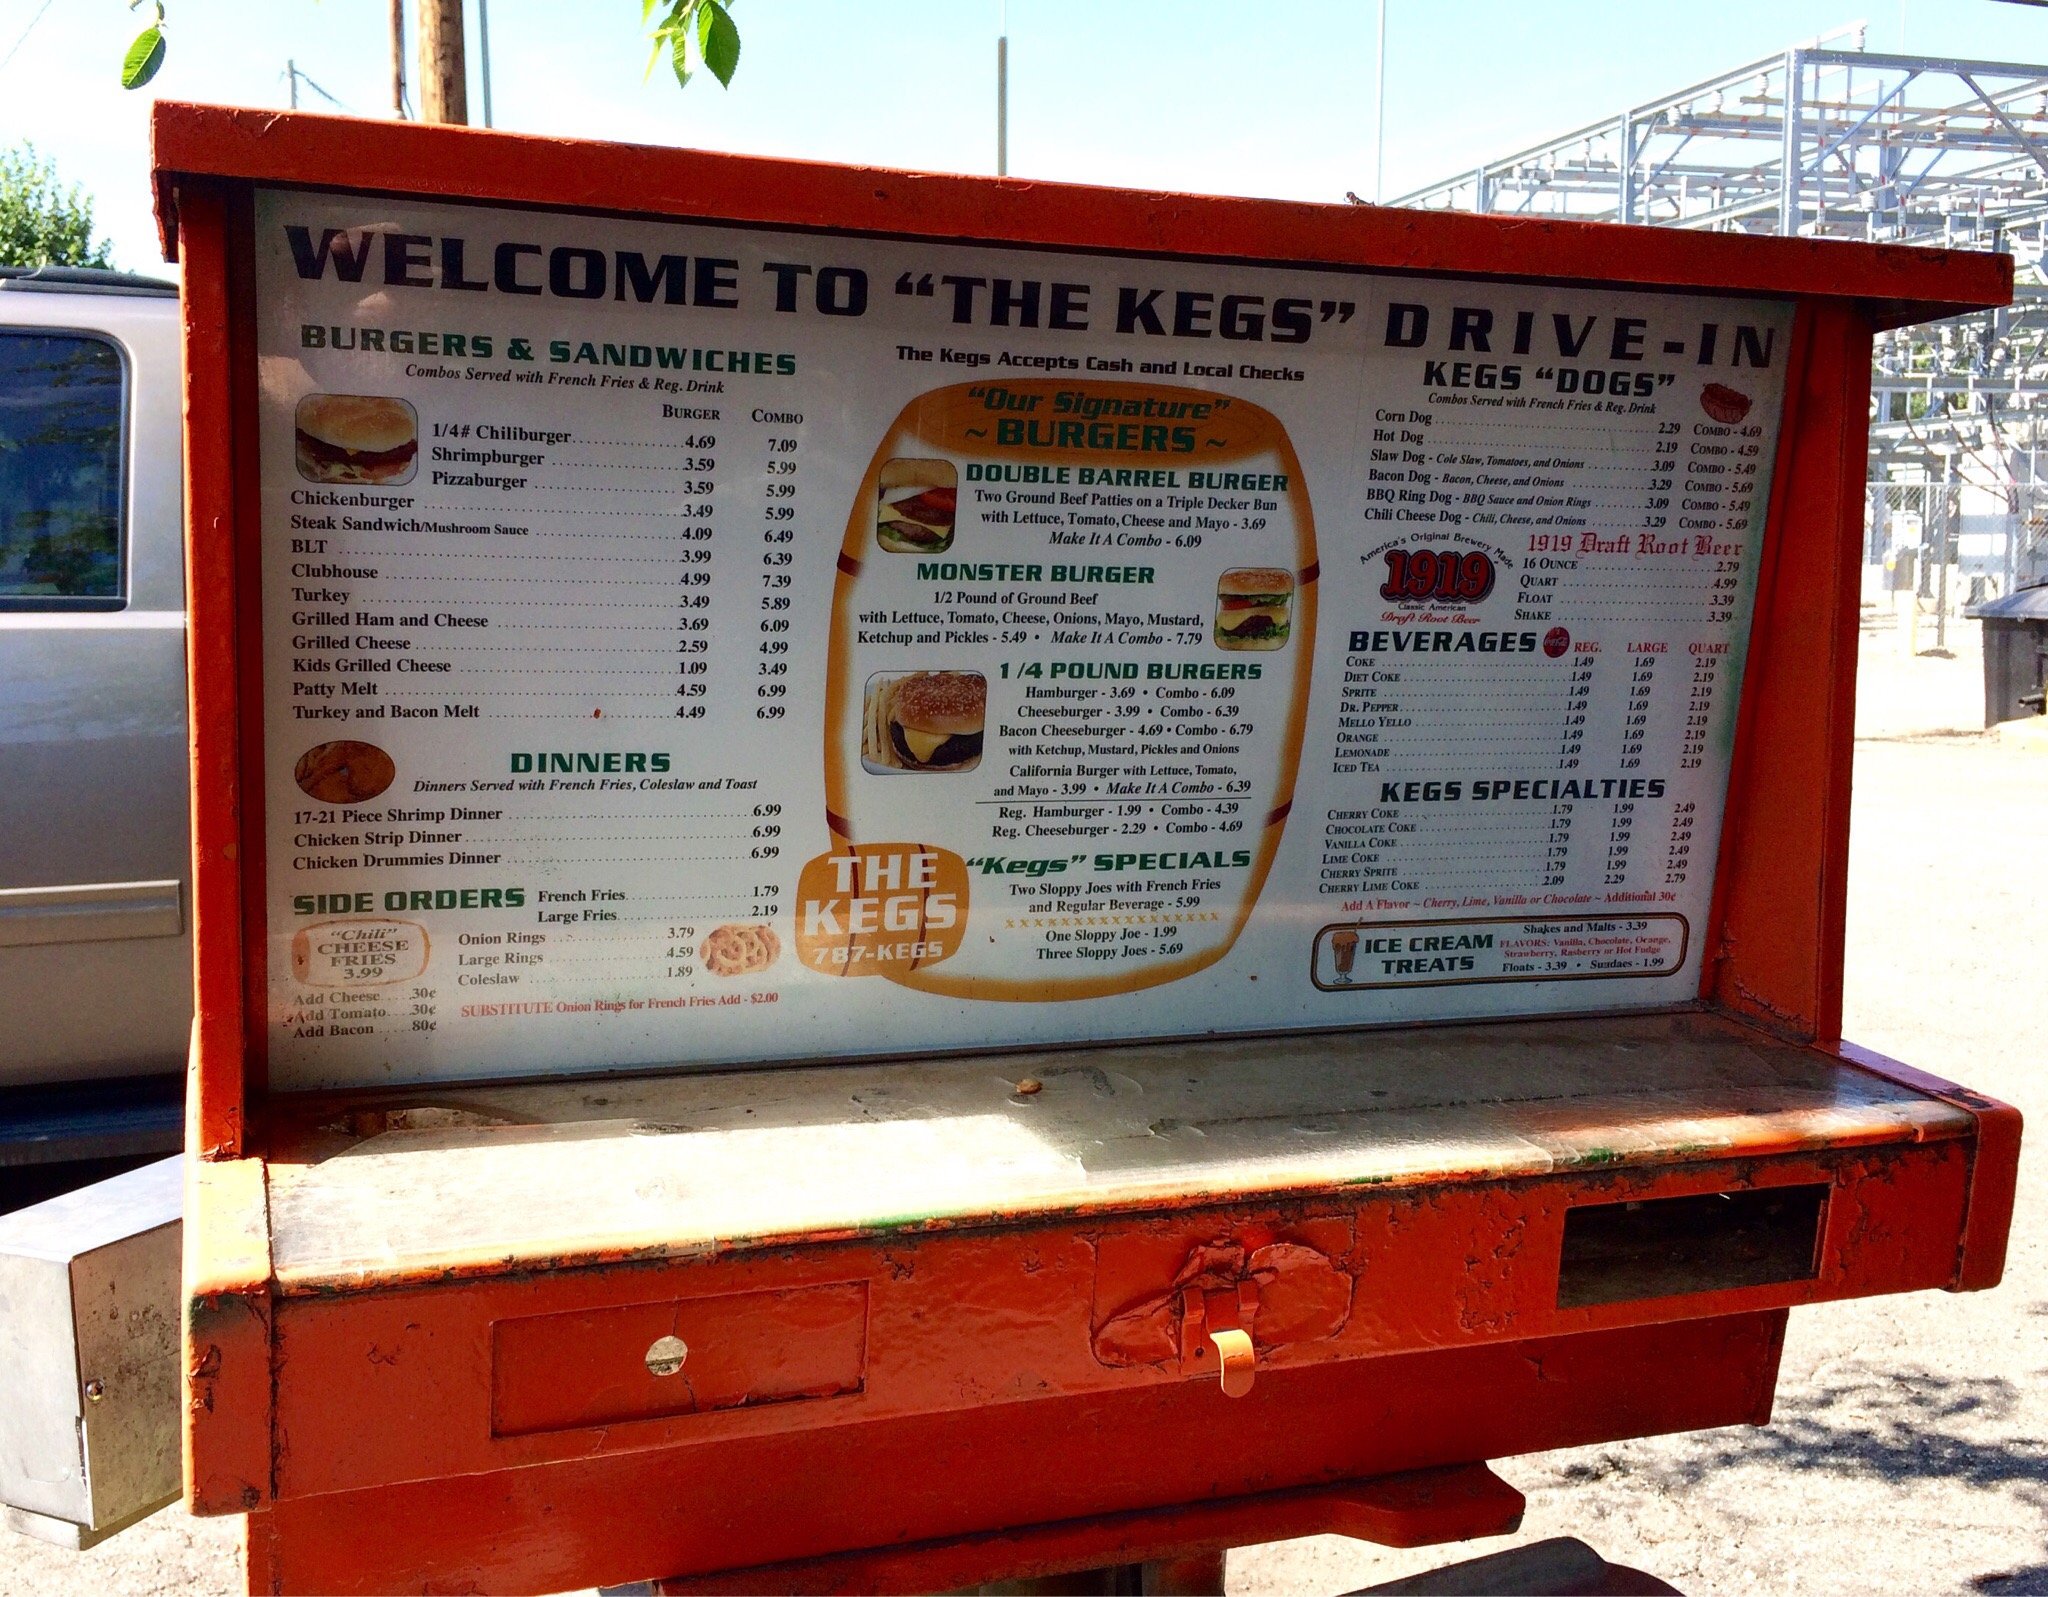 WELCOME TO “THE KEGS” DRIVE-IN
BURGERS & SANDWICHES
Combos Served with French Fries & Reg. Drink
BURGER COMBO
1/4# Chiliburger 4.69 7.09
Shrimpburger 3.59 5.99
Pizzaburger 3.59 5.99
Chickenburger 3.49 5.99
Steak Sandwich/Mushroom Sauce 4.09 6.49
BLT 3.99 6.39
Clubhouse 4.99 7.39
Turkey 3.49 5.89
Grilled Ham and Cheese 3.69 6.09
Grilled Cheese 2.59 4.99
Kids Grilled Cheese 1.09 3.49
Patty Melt 4.59 6.99
Turkey and Bacon Melt 4.49 6.99
DINNERS
Dinners Served with French Fries, Coleslaw and Toast
17-21 Piece Shrimp Dinner 6.99
Chicken Strip Dinner 6.99
Chicken Drummies Dinner 6.99
SIDE ORDERS
French Fries 1.79
Large Fries 2.19
Onion Rings 3.79
Large Rings 4.59
Coleslaw 1.89
“Chili”
CHEESE
FRIES
3.99
Add Cheese 30¢
Add Tomato 30¢
Add Bacon 80¢
SUBSTITUTE Onion Rings for French Fries Add - $2.00
The Kegs Accepts Cash and Local Checks
“Our Signature”
~ BURGERS ~
DOUBLE BARREL BURGER
Two Ground Beef Patties on a Triple Decker Bun
with Lettuce, Tomato, Cheese and Mayo - 3.69
Make It A Combo - 6.09
MONSTER BURGER
1/2 Pound of Ground Beef
with Lettuce, Tomato, Cheese, Onions, Mayo, Mustard,
Ketchup and Pickles - 5.49 • Make It A Combo - 7.79
1/4 POUND BURGERS
Hamburger - 3.69 • Combo - 6.09
Cheeseburger - 3.99 • Combo - 6.39
Bacon Cheeseburger - 4.69 • Combo - 6.79
with Ketchup, Mustard, Pickles and Onions
California Burger with Lettuce, Tomato,
and Mayo - 3.99 • Make It A Combo - 6.39
Reg. Hamburger - 1.99 • Combo - 4.39
Reg. Cheeseburger - 2.29 • Combo - 4.69
THE
KEGS
787-KEGS
“Kegs” SPECIALS
Two Sloppy Joes with French Fries
and Regular Beverage - 5.99
One Sloppy Joe - 1.99
Three Sloppy Joes - 5.69
KEGS “DOGS”
Combos Served with French Fries & Reg. Drink
Corn Dog 2.29 COMBO - 4.69
Hot Dog 2.19 COMBO - 4.59
Slaw Dog - Cole Slaw, Tomatoes, and Onions 3.09 COMBO - 5.49
Bacon Dog - Bacon, Cheese, and Onions 3.29 COMBO - 5.69
BBQ Ring Dog - BBQ Sauce and Onion Rings 3.09 COMBO - 5.49
Chili Cheese Dog - Chili, Cheese, and Onions 3.29 COMBO - 5.69
America's Original Brewery Made
1919
Classic American
Draft Root Beer
1919 Draft Root Beer
16 OUNCE 2.79
QUART 4.99
FLOAT 3.39
SHAKE 3.39
BEVERAGES REG. LARGE QUART
COKE 1.49 1.69 2.19
DIET COKE 1.49 1.69 2.19
SPRITE 1.49 1.69 2.19
DR. PEPPER 1.49 1.69 2.19
MELLO YELLO 1.49 1.69 2.19
ORANGE 1.49 1.69 2.19
LEMONADE 1.49 1.69 2.19
ICED TEA 1.49 1.69 2.19
KEGS SPECIALTIES
CHERRY COKE 1.79 1.99 2.49
CHOCOLATE COKE 1.79 1.99 2.49
VANILLA COKE 1.79 1.99 2.49
LIME COKE 1.79 1.99 2.49
CHERRY SPRITE 1.79 1.99 2.49
CHERRY LIME COKE 2.09 2.29 2.79
Add A Flavor ~ Cherry, Lime, Vanilla or Chocolate ~ Additional 30¢
ICE CREAM
TREATS
Shakes and Malts - 3.39
FLAVORS: Vanilla, Chocolate, Orange,
Strawberry, Rasberry or Hot Fudge
Floats - 3.39 • Sundaes - 1.99